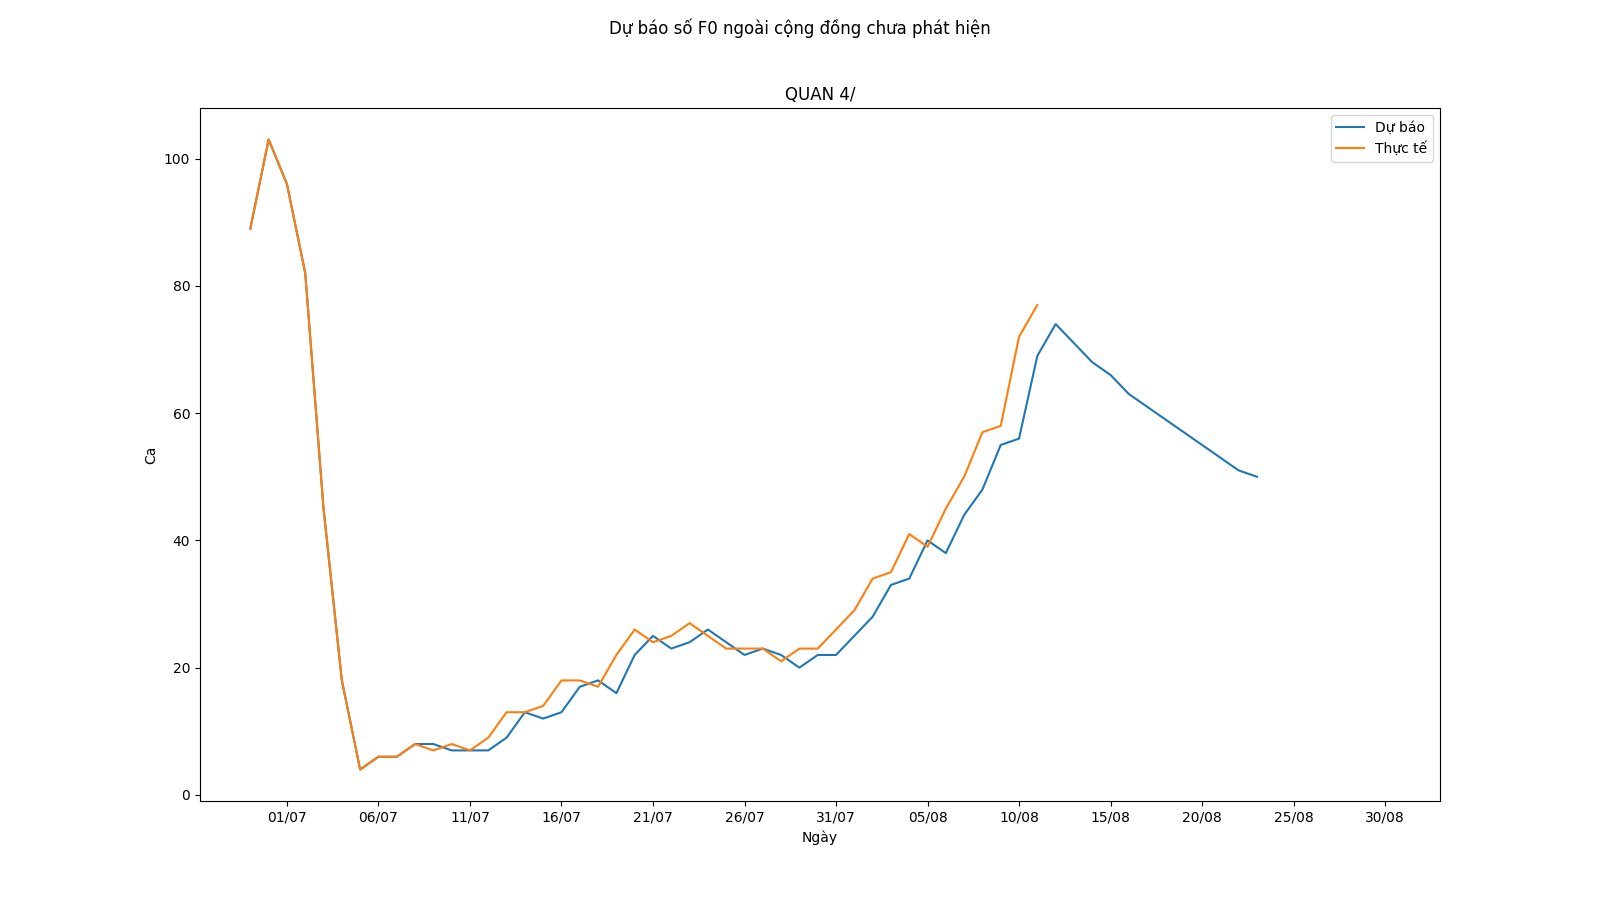 Dự báo số F0 ngoài cộng đồng chưa phát hiện
QUAN 4/
Dự báo
Thực tế
100
80
60
40
20
0
Ca
01/07 06/07 11/07 16/07 21/07 26/07 31/07 05/08 10/08 15/08 20/08 25/08 30/08
Ngày